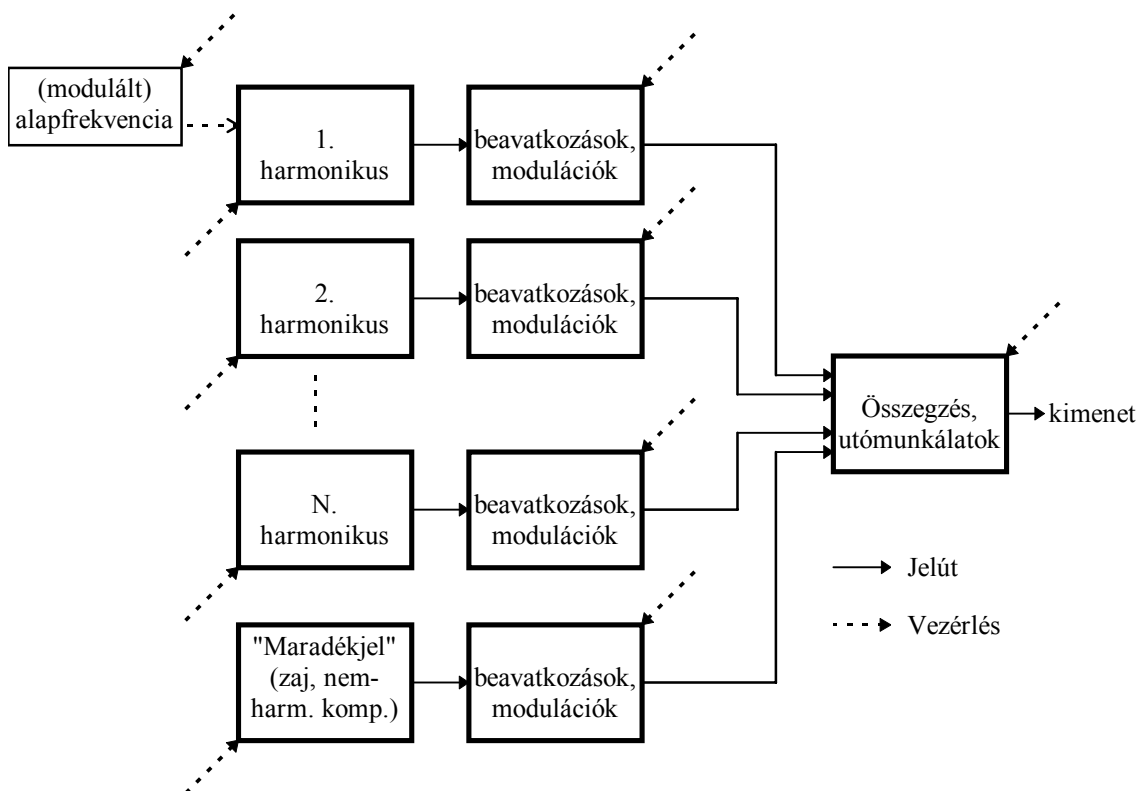 (modulált)
alapfrekvencia
1.
harmonikus
beavatkozások,
modulációk
2.
harmonikus
beavatkozások,
modulációk
N.
harmonikus
beavatkozások,
modulációk
"Maradékjel"
(zaj, nem-
harm. komp.)
beavatkozások,
modulációk
Összegzés,
utómunkálatok
kimenet
Jelút
Vezérlés